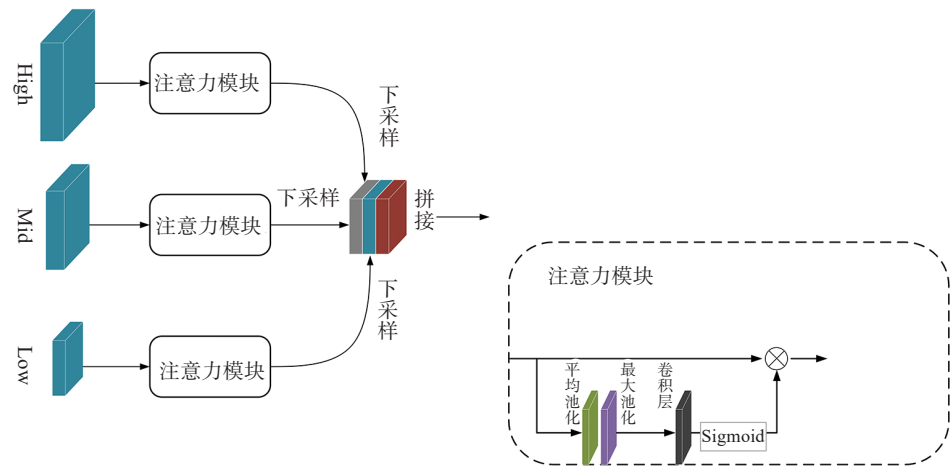 High
注意力模块
下采样
Mid
注意力模块
下采样
拼接
Low
注意力模块
下采样
注意力模块
平均池化
最大池化
卷积层
Sigmoid